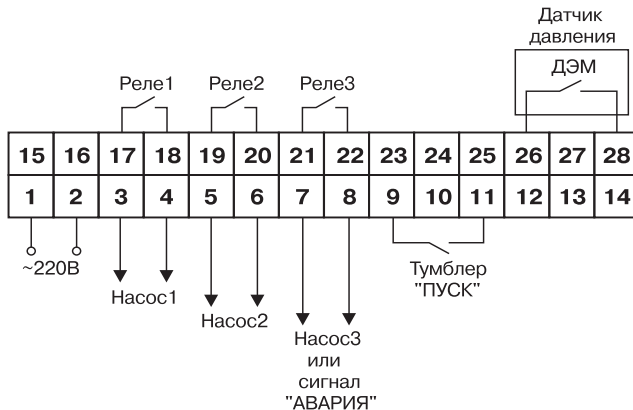 Датчик
давления
ДЭМ
Реле1 Реле2 Реле3
15 16 17 18 19 20 21 22 23 24 25 26 27 28
1 2 3 4 5 6 7 8 9 10 11 12 13 14
~220В
Насос1
Насос2
Насос3
или
сигнал
"АВАРИЯ"
Тумблер
"ПУСК"